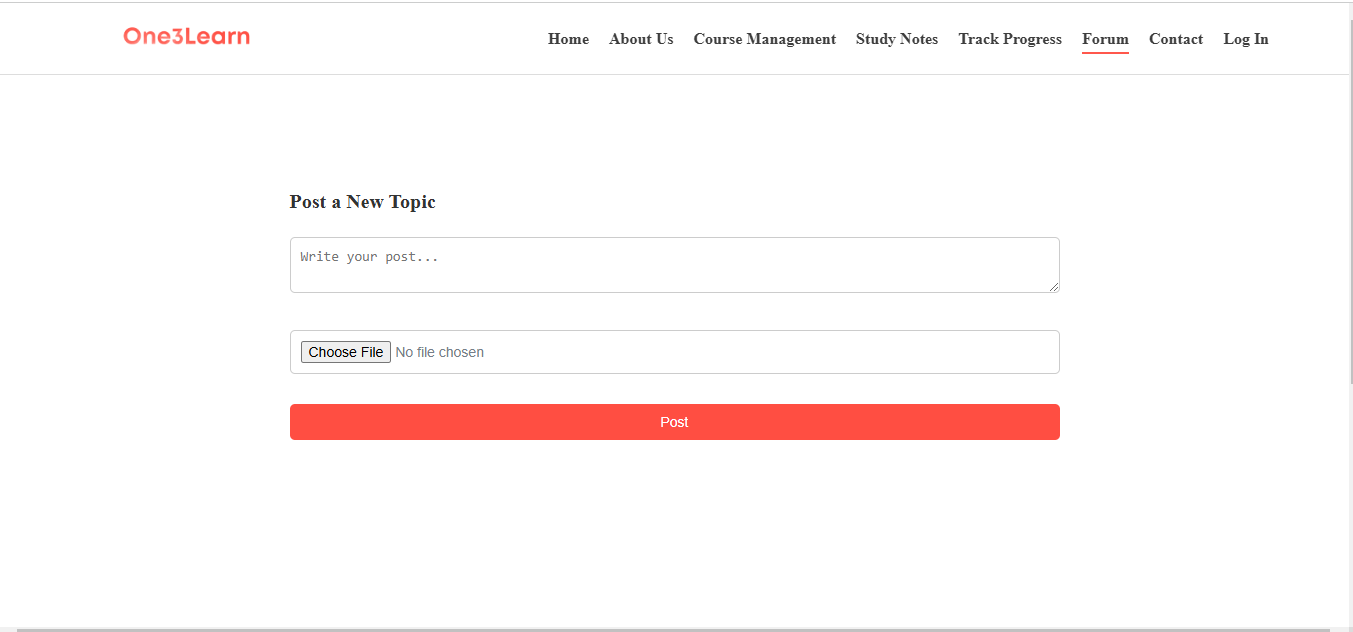 One3Learn Home About Us Course Management Study Notes Track Progress Forum Contact Log In
Post a New Topic
Write your post...
Choose File No file chosen
Post